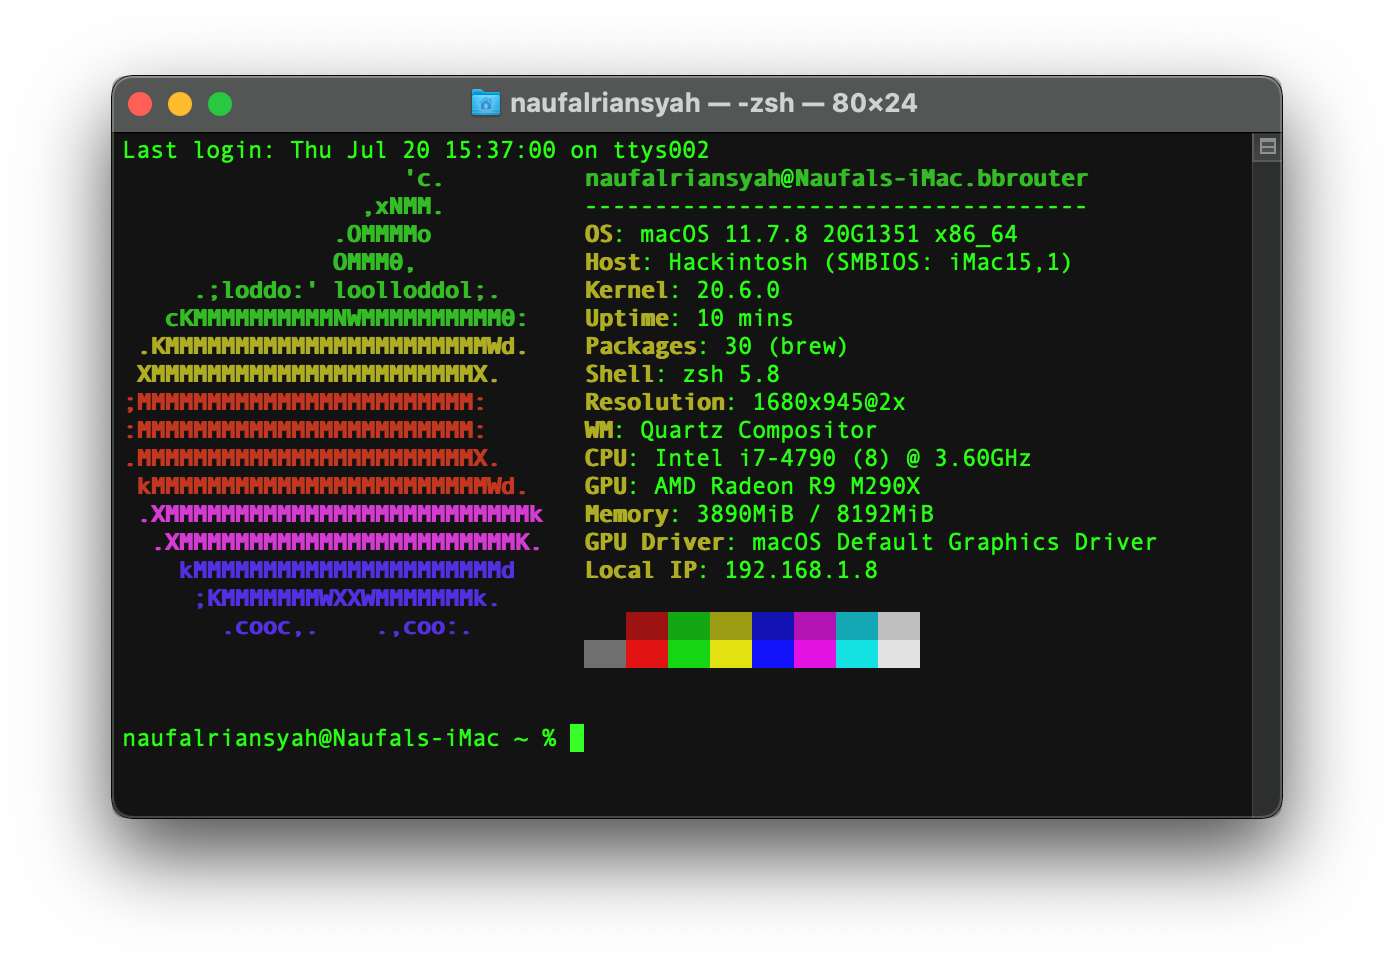 naufalriansyah — -zsh — 80×24
Last login: Thu Jul 20 15:37:00 on ttys002
                    'c.          naufalriansyah@Naufals-iMac.bbrouter
                 ,xNMM.          ------------------------------------
               .OMMMMo           OS: macOS 11.7.8 20G1351 x86_64
               OMMM0,            Host: Hackintosh (SMBIOS: iMac15,1)
     .;loddo:' loolloddol;.      Kernel: 20.6.0
   cKMMMMMMMMMMNWMMMMMMMMMM0:    Uptime: 10 mins
 .KMMMMMMMMMMMMMMMMMMMMMMMWd.    Packages: 30 (brew)
 XMMMMMMMMMMMMMMMMMMMMMMMX.      Shell: zsh 5.8
;MMMMMMMMMMMMMMMMMMMMMMMM:       Resolution: 1680x945@2x
:MMMMMMMMMMMMMMMMMMMMMMMM:       WM: Quartz Compositor
.MMMMMMMMMMMMMMMMMMMMMMMMX.      CPU: Intel i7-4790 (8) @ 3.60GHz
 kMMMMMMMMMMMMMMMMMMMMMMMMWd.    GPU: AMD Radeon R9 M290X
 .XMMMMMMMMMMMMMMMMMMMMMMMMMMk   Memory: 3890MiB / 8192MiB
  .XMMMMMMMMMMMMMMMMMMMMMMMMK.   GPU Driver: macOS Default Graphics Driver
    kMMMMMMMMMMMMMMMMMMMMMMd     Local IP: 192.168.1.8
     ;KMMMMMMMWXXWMMMMMMMk.
       .cooc,.    .,coo:.
naufalriansyah@Naufals-iMac ~ %